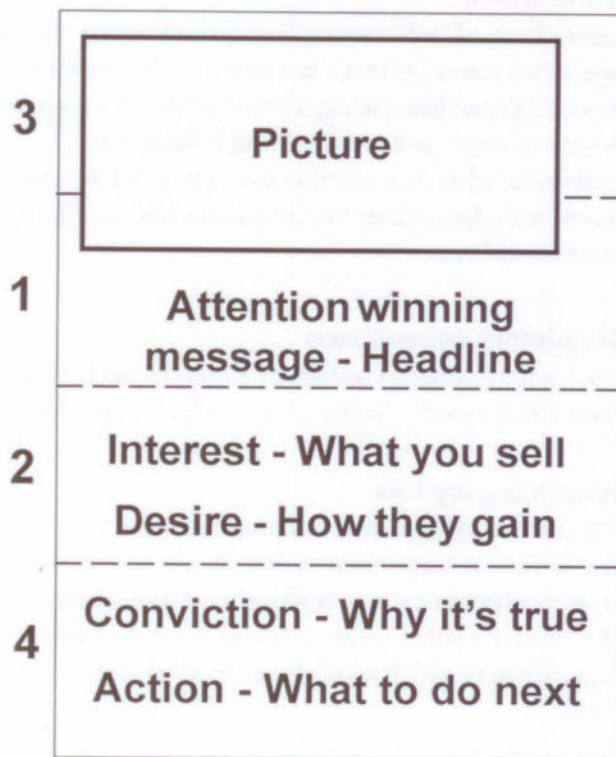 3
Picture
1
Attention winning
message - Headline
2
Interest - What you sell
Desire - How they gain
4
Conviction - Why it's true
Action - What to do next